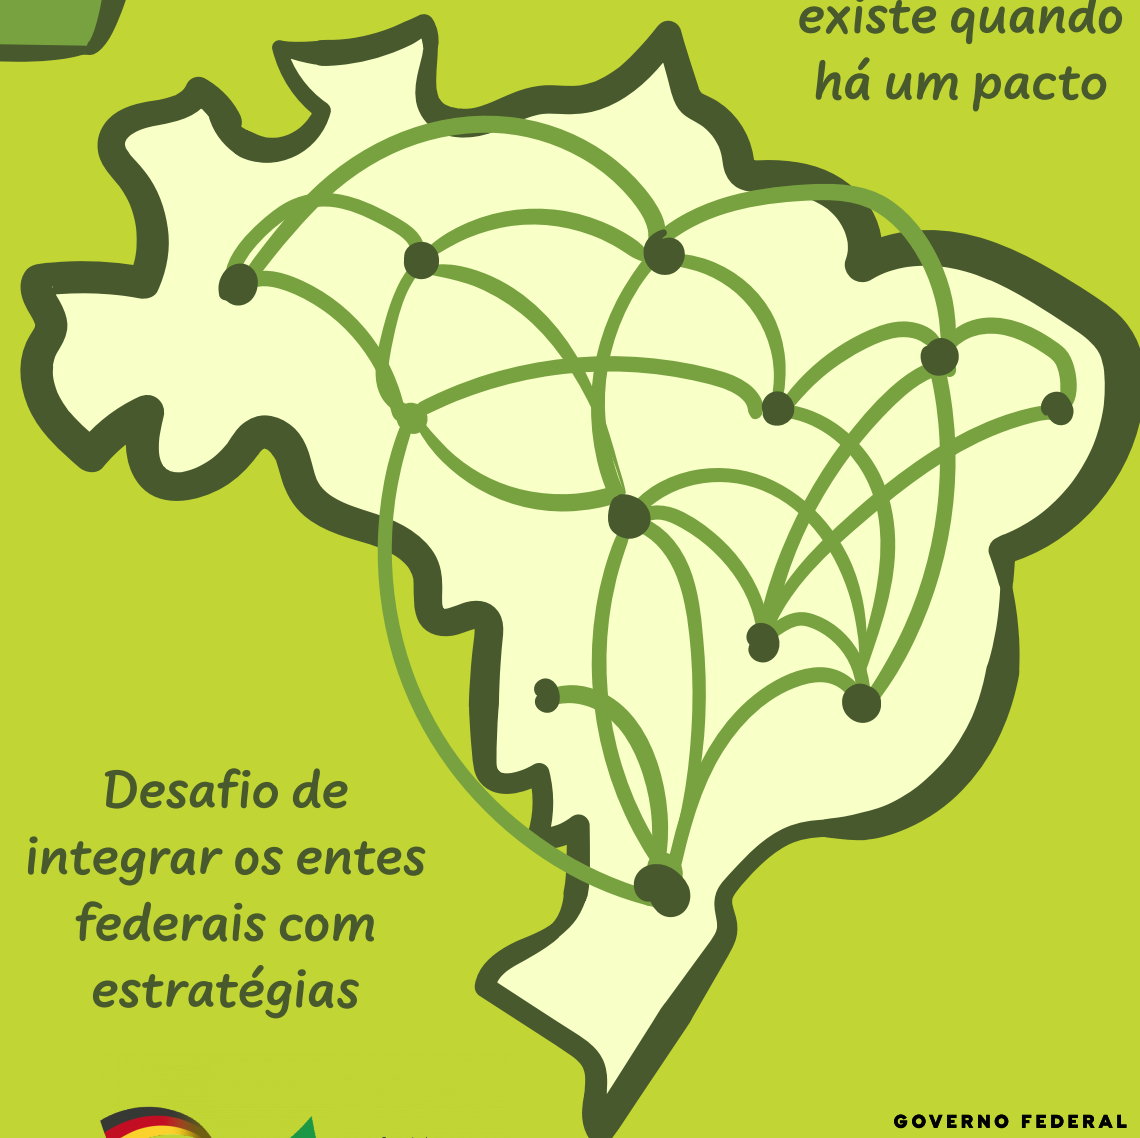 existe quando
há um pacto
Desafio de
integrar os entes
federais com
estratégias
GOVERNO FEDERAL